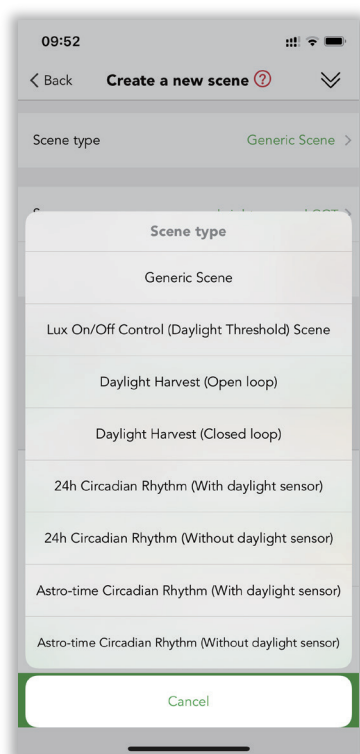 09:52
Back Create a new scene ?
Scene type Generic Scene
Scene type
Generic Scene
Lux On/Off Control (Daylight Threshold) Scene
Daylight Harvest (Open loop)
Daylight Harvest (Closed loop)
24h Circadian Rhythm (With daylight sensor)
24h Circadian Rhythm (Without daylight sensor)
Astro-time Circadian Rhythm (With daylight sensor)
Astro-time Circadian Rhythm (Without daylight sensor)
Cancel